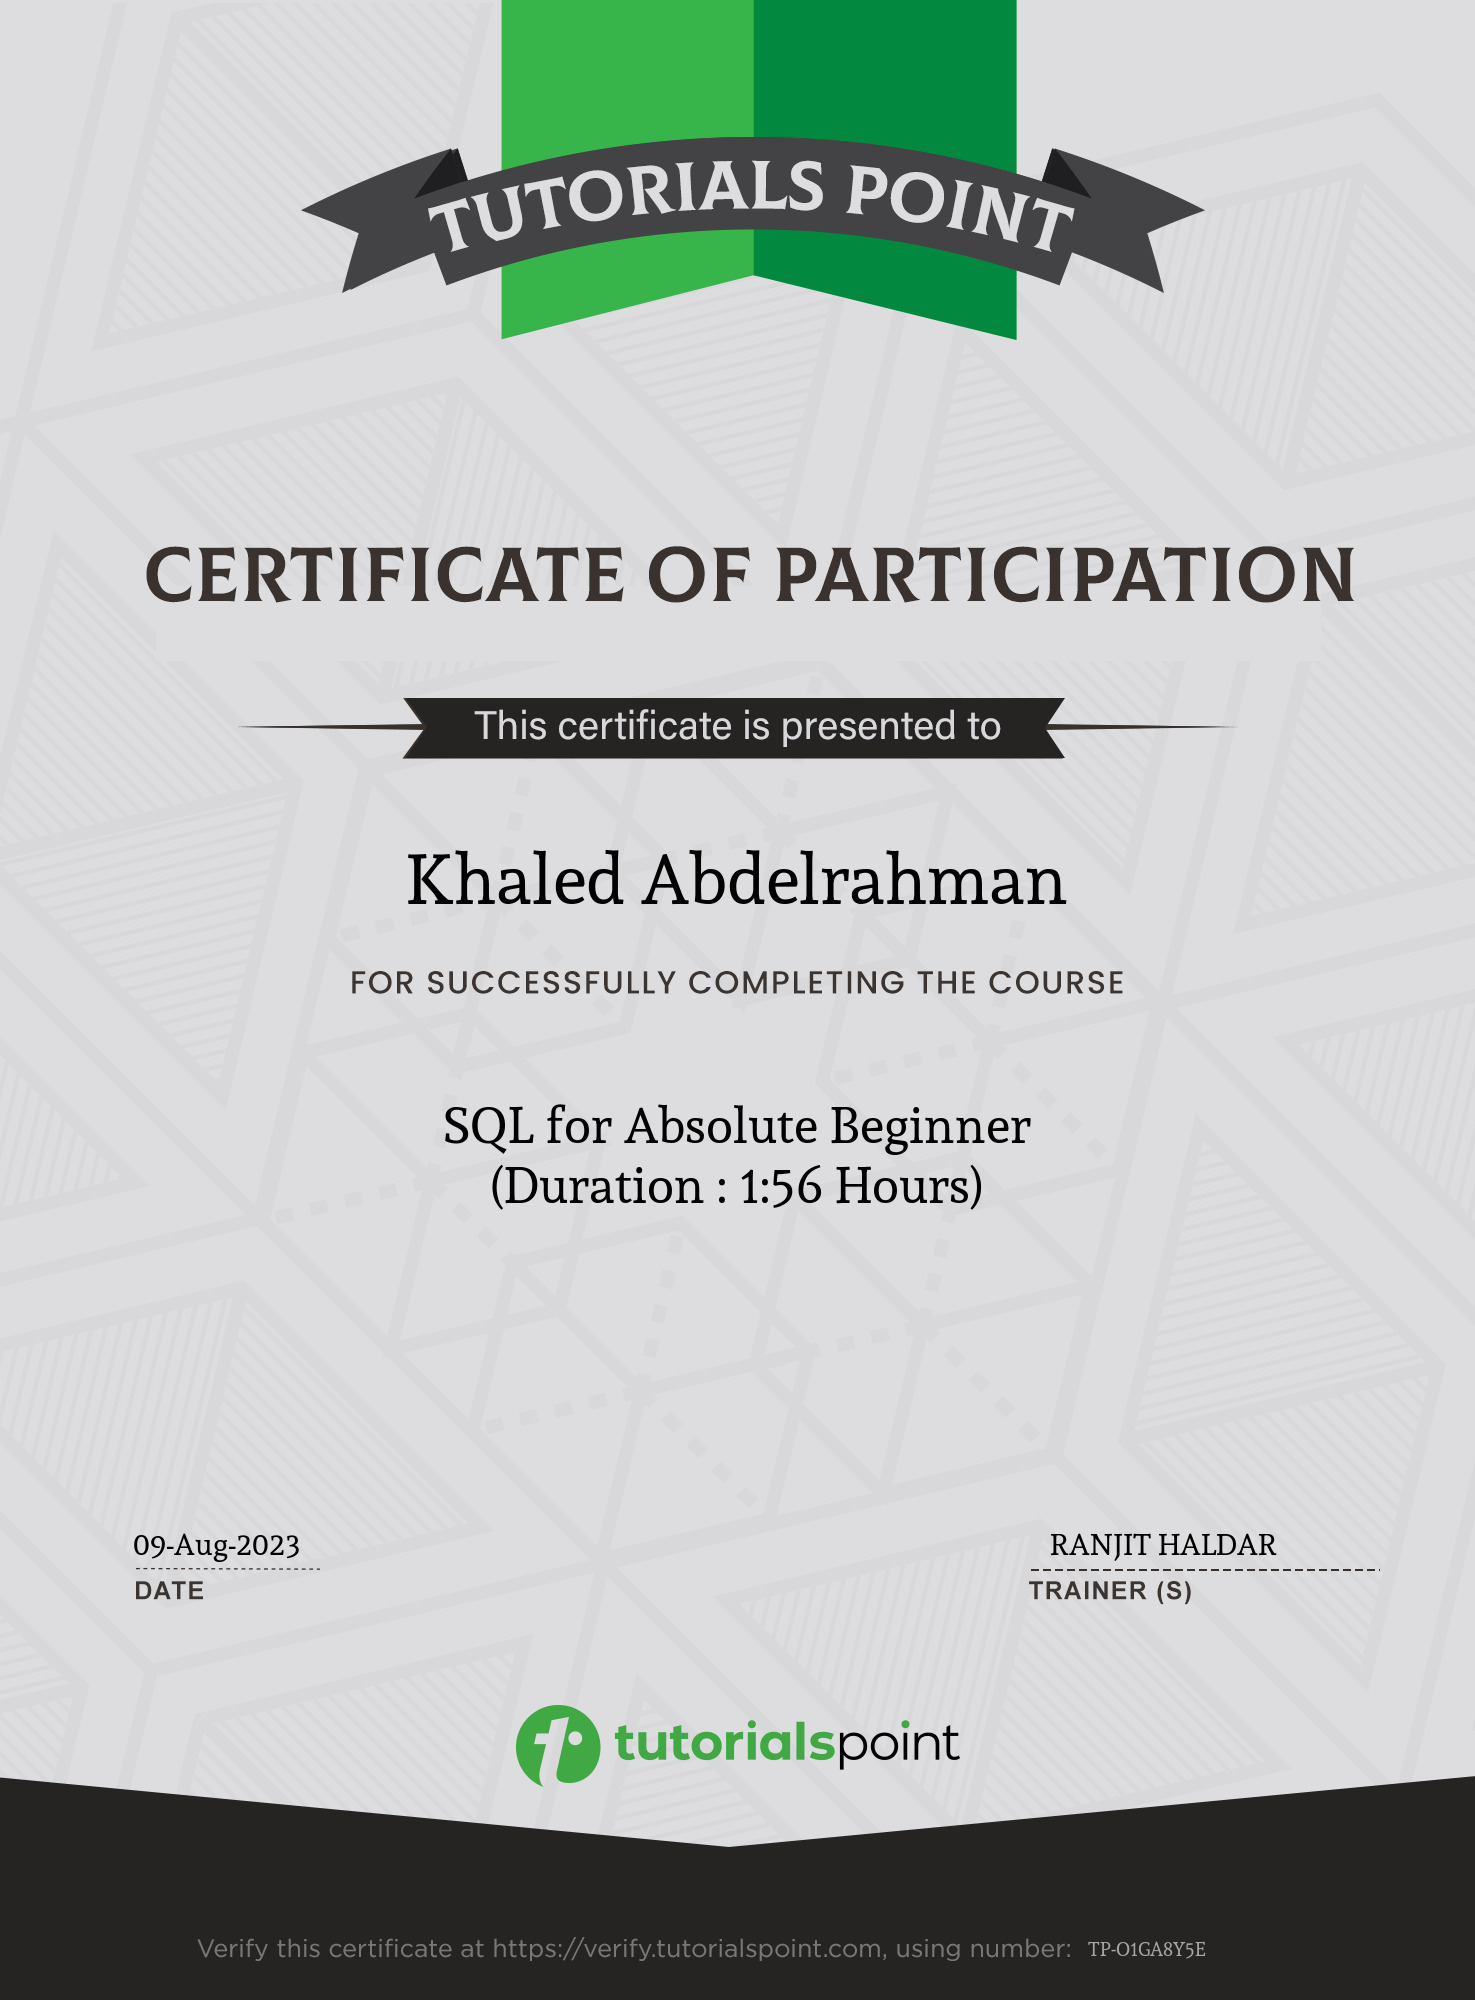 TUTORIALS POINT
CERTIFICATE OF PARTICIPATION
This certificate is presented to
Khaled Abdelrahman
FOR SUCCESSFULLY COMPLETING THE COURSE
SQL for Absolute Beginner
(Duration : 1:56 Hours)
09-Aug-2023
DATE
RANJIT HALDAR
TRAINER (S)
tutorialspoint
Verify this certificate at https://verify.tutorialspoint.com, using number: TP-O1GA8Y5E